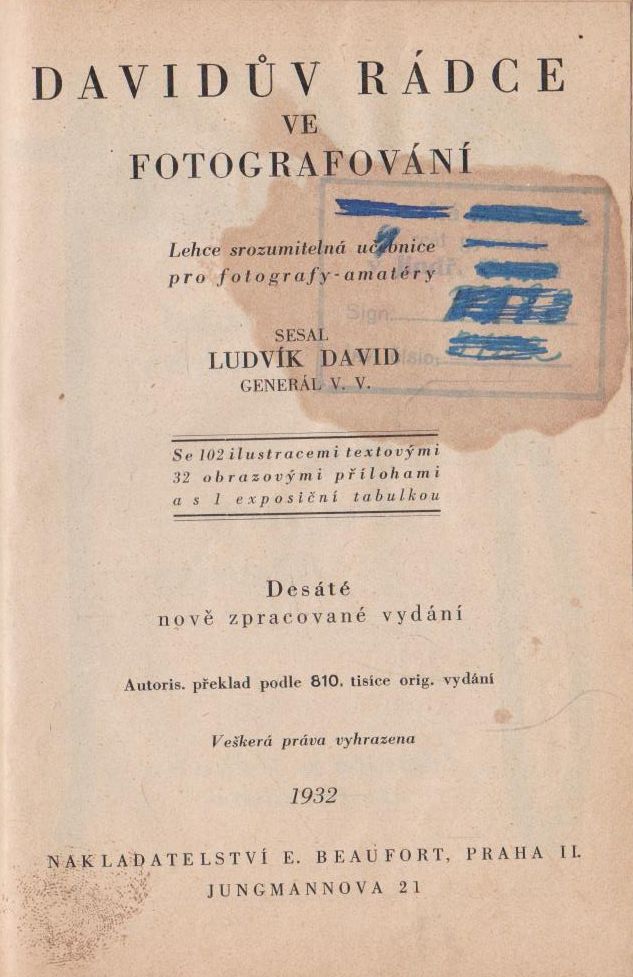 DAVIDŮV RÁDCE
VE
FOTOGRAFOVÁNÍ
Lehce srozumitelná učebnice
pro fotografy-amatéry
Sign.
SESAL
LUDVÍK DAVID
GENERÁL V. V.
Se 102 ilustracemi textovými
32 obrazovými přílohami
a s 1 exposiční tabulkou
Desáté
nově zpracované vydání
Autoris. překlad podle 810. tisíce orig. vydání
Veškerá práva vyhrazena
1932
NAKLADATELSTVÍ E. BEAUFORT, PRAHA II.
JUNGMANNOVA 21